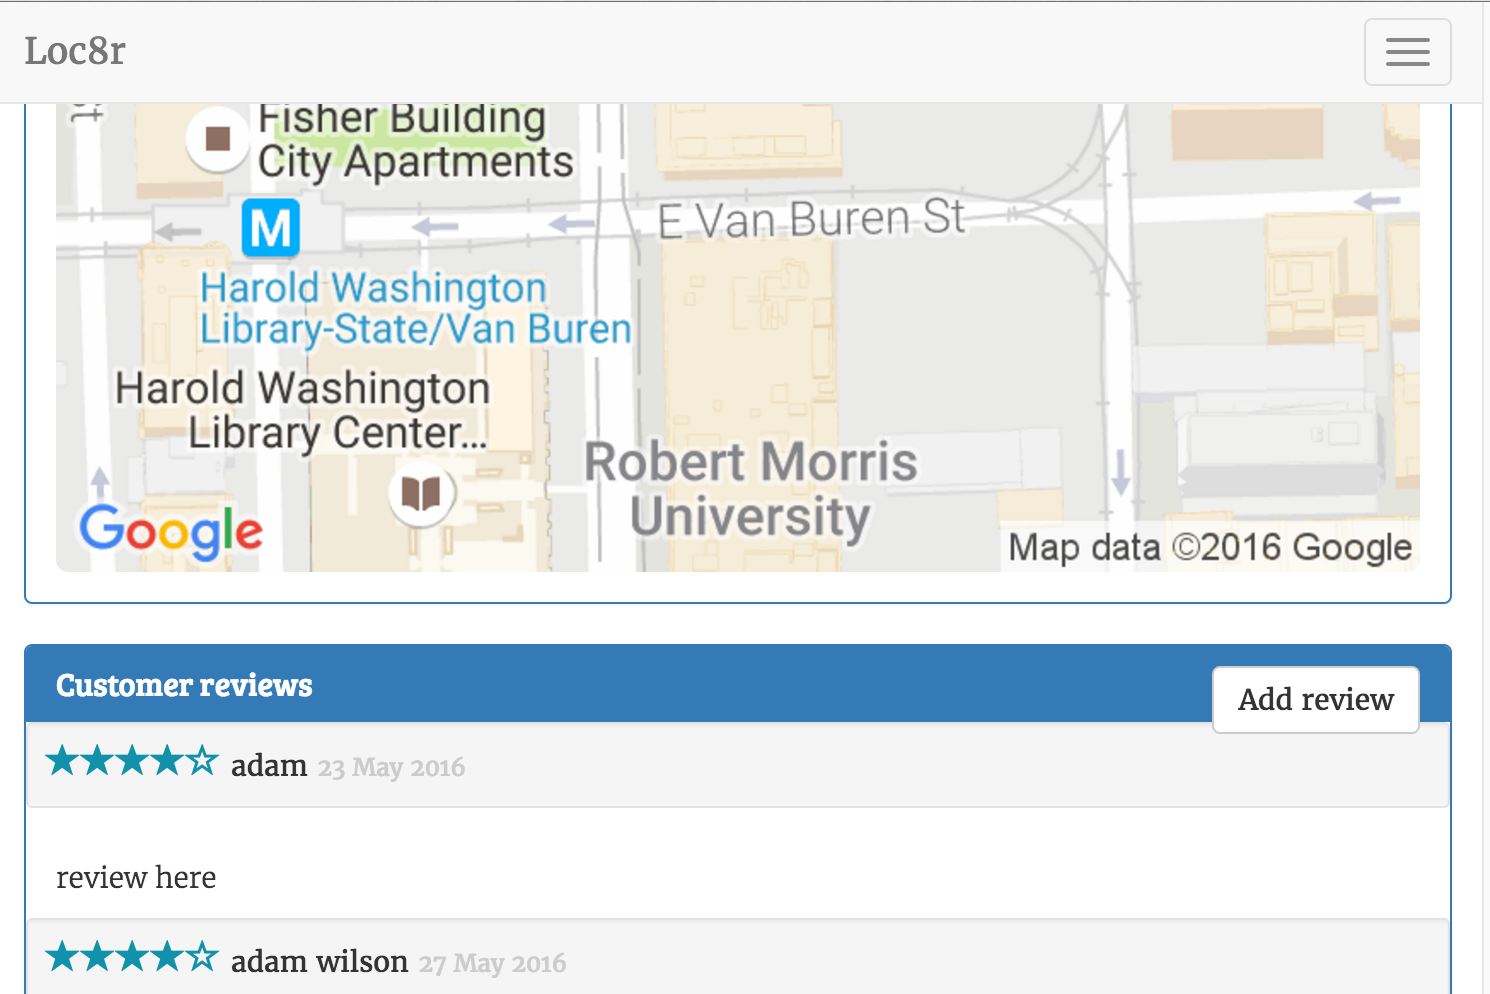 Loc8r
Fisher Building
City Apartments
M
E Van Buren St
Harold Washington
Library-State/Van Buren
Harold Washington
Library Center...
Robert Morris
University
Google
Map data ©2016 Google
Customer reviews
Add review
adam 23 May 2016
review here
adam wilson 27 May 2016